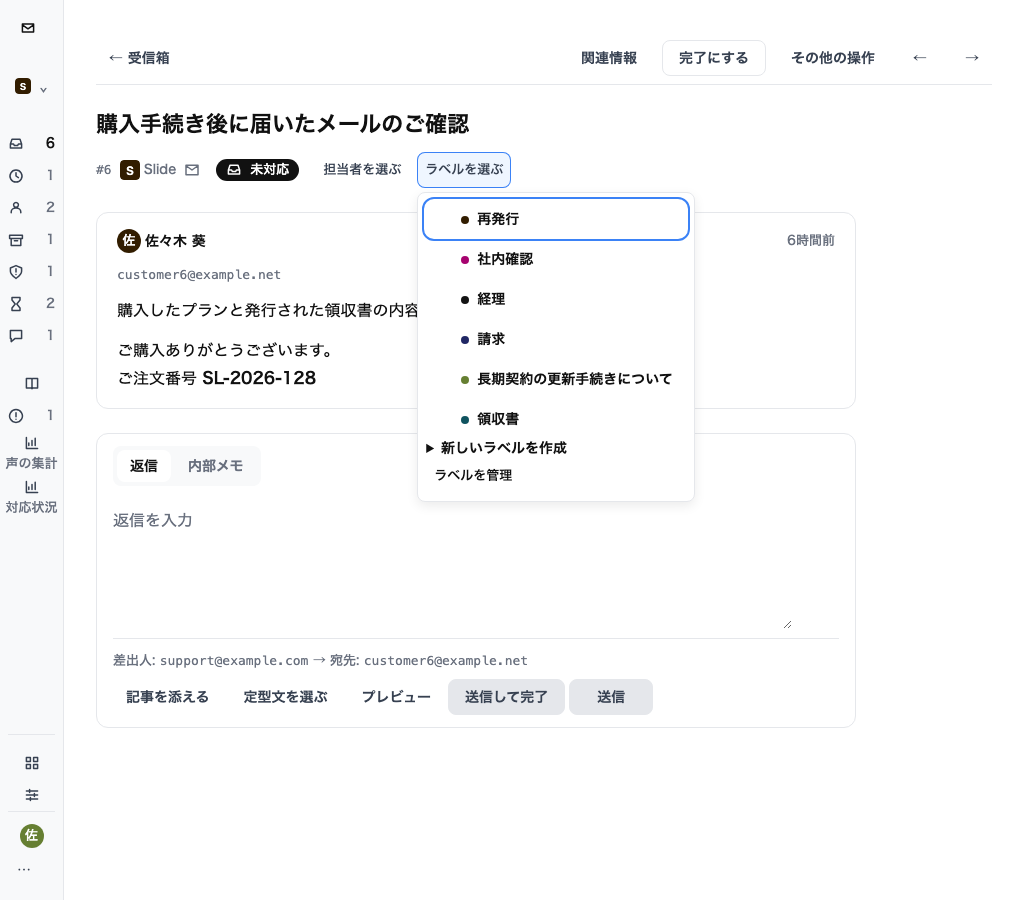 ← 受信箱
関連情報
完了にする
その他の操作
←
→
S
購入手続き後に届いたメールのご確認
#6
S Slide
未対応
担当者を選ぶ
ラベルを選ぶ
6
1
2
1
1
2
1
1
声の集計
対応状況
再発行
社内確認
経理
請求
長期契約の更新手続きについて
領収書
▶ 新しいラベルを作成
ラベルを管理
佐 佐々木 葵
6時間前
customer6@example.net
購入したプランと発行された領収書の内容
ご購入ありがとうございます。
ご注文番号 SL-2026-128
返信
内部メモ
返信を入力
差出人: support@example.com → 宛先: customer6@example.net
記事を添える
定型文を選ぶ
プレビュー
送信して完了
送信
佐
…